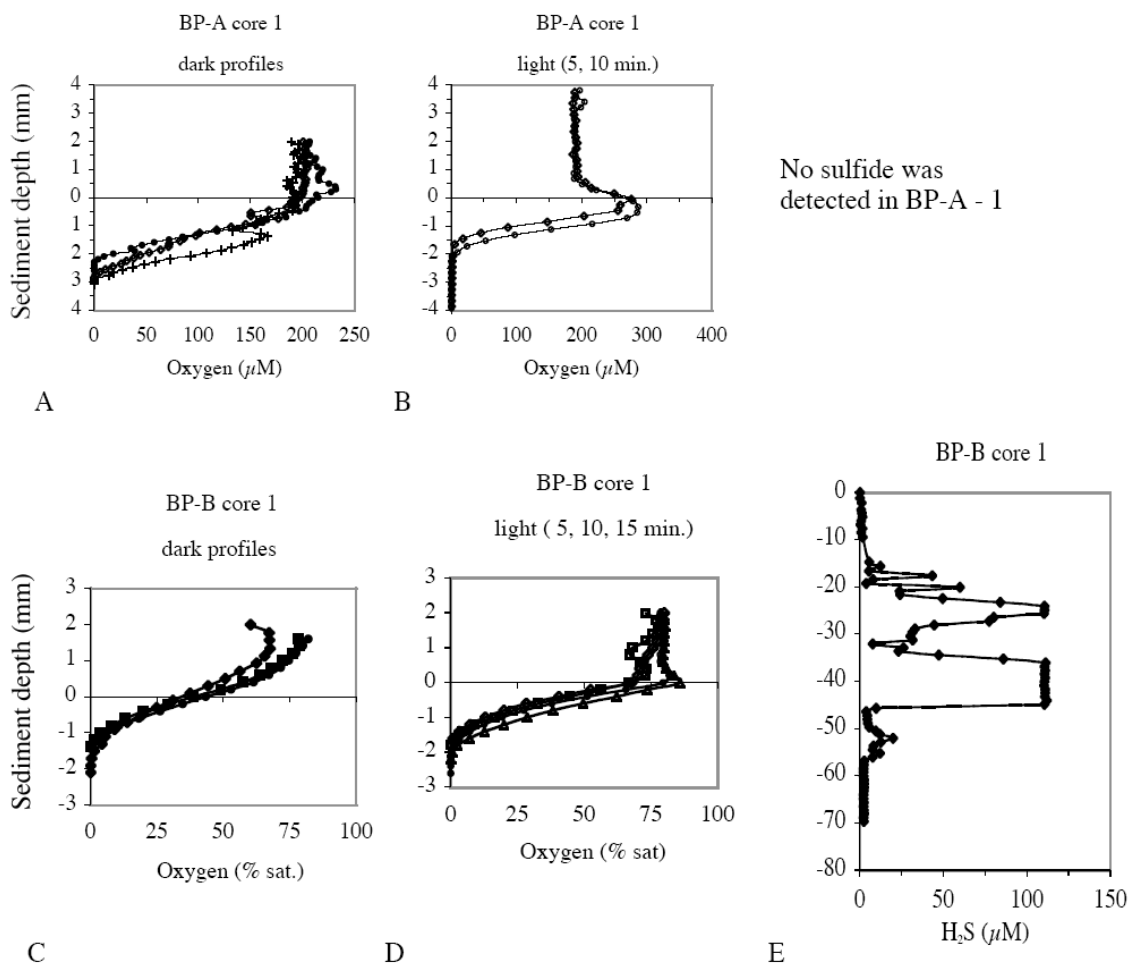 BP-A core 1
dark profiles
Sediment depth (mm)
4
3
2
1
0
1
2
3
4
0 50 100 150 200 250
Oxygen (µM)
A
BP-A core 1
light (5, 10 min.)
4
3
2
1
0
-1
-2
-3
-4
0 100 200 300 400
Oxygen (µM)
B
No sulfide was
detected in BP-A - 1
BP-B core 1
dark profiles
Sediment depth (mm)
3
2
1
0
-1
-2
-3
0 25 50 75 100
Oxygen (% sat.)
C
BP-B core 1
light ( 5, 10, 15 min.)
3
2
1
0
-1
-2
-3
0 25 50 75 100
Oxygen (% sat)
D
BP-B core 1
0
-10
-20
-30
-40
-50
-60
-70
-80
0 50 100 150
H₂S (µM)
E